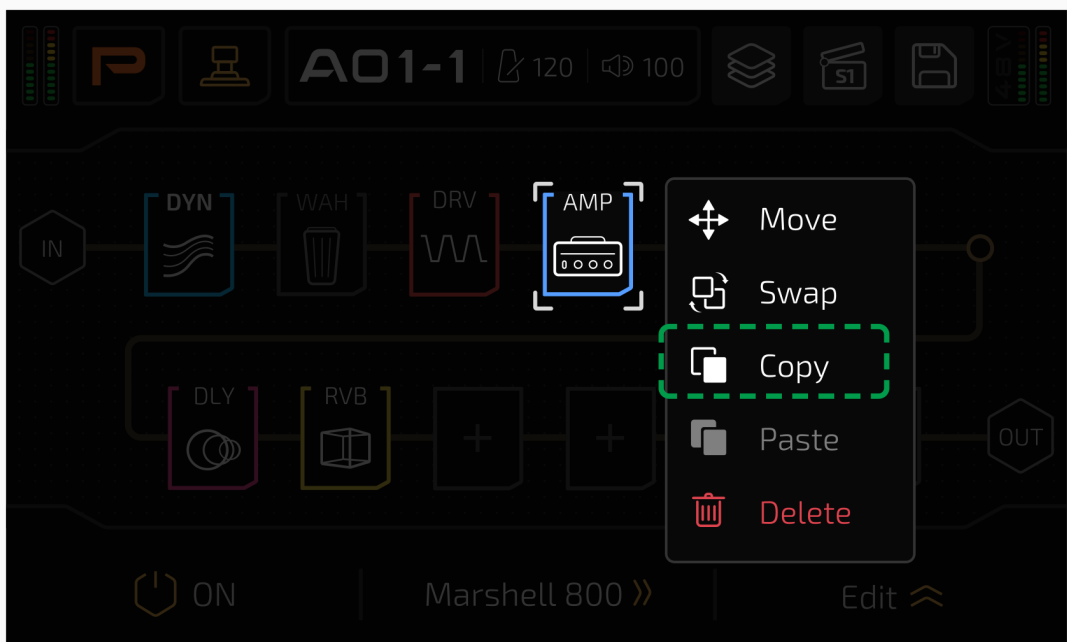 A01-1 120 100 S1 48V
DYN WAH DRV AMP
IN
Move
Swap
Copy
Paste
Delete
DLY RVB
OUT
ON Marshell 800 Edit